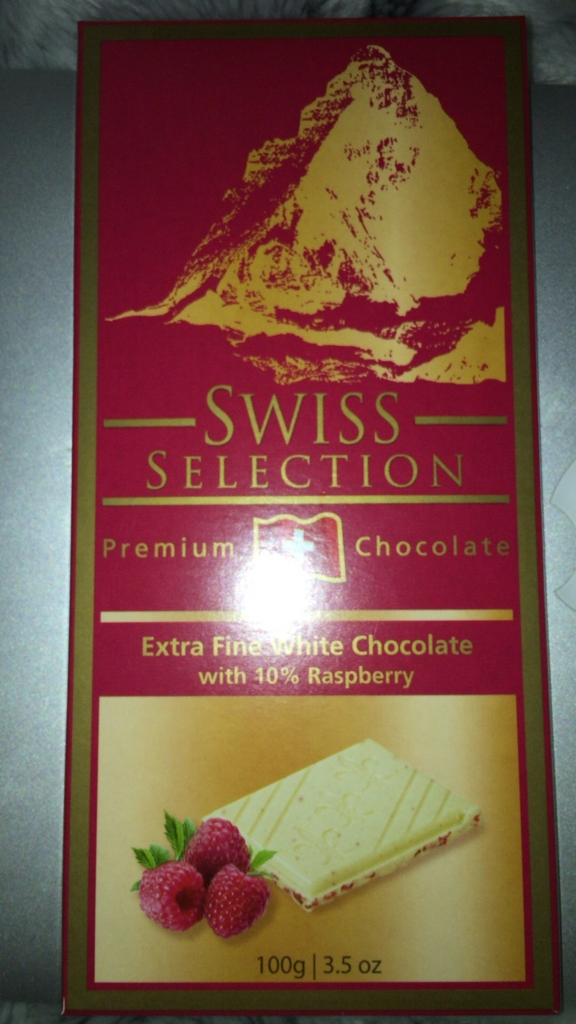 SWISS
SELECTION
Premium Chocolate
Extra Fine White Chocolate
with 10% Raspberry
100g | 3.5 oz